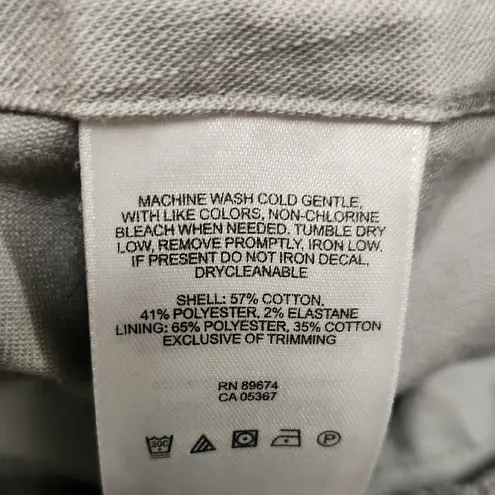 MACHINE WASH COLD GENTLE,
WITH LIKE COLORS, NON-CHLORINE
BLEACH WHEN NEEDED. TUMBLE DRY
LOW, REMOVE PROMPTLY, IRON LOW.
IF PRESENT DO NOT IRON DECAL,
DRYCLEANABLE
SHELL: 57% COTTON,
41% POLYESTER, 2% ELASTANE
LINING: 65% POLYESTER, 35% COTTON
EXCLUSIVE OF TRIMMING
RN 89674
CA 05367
30C